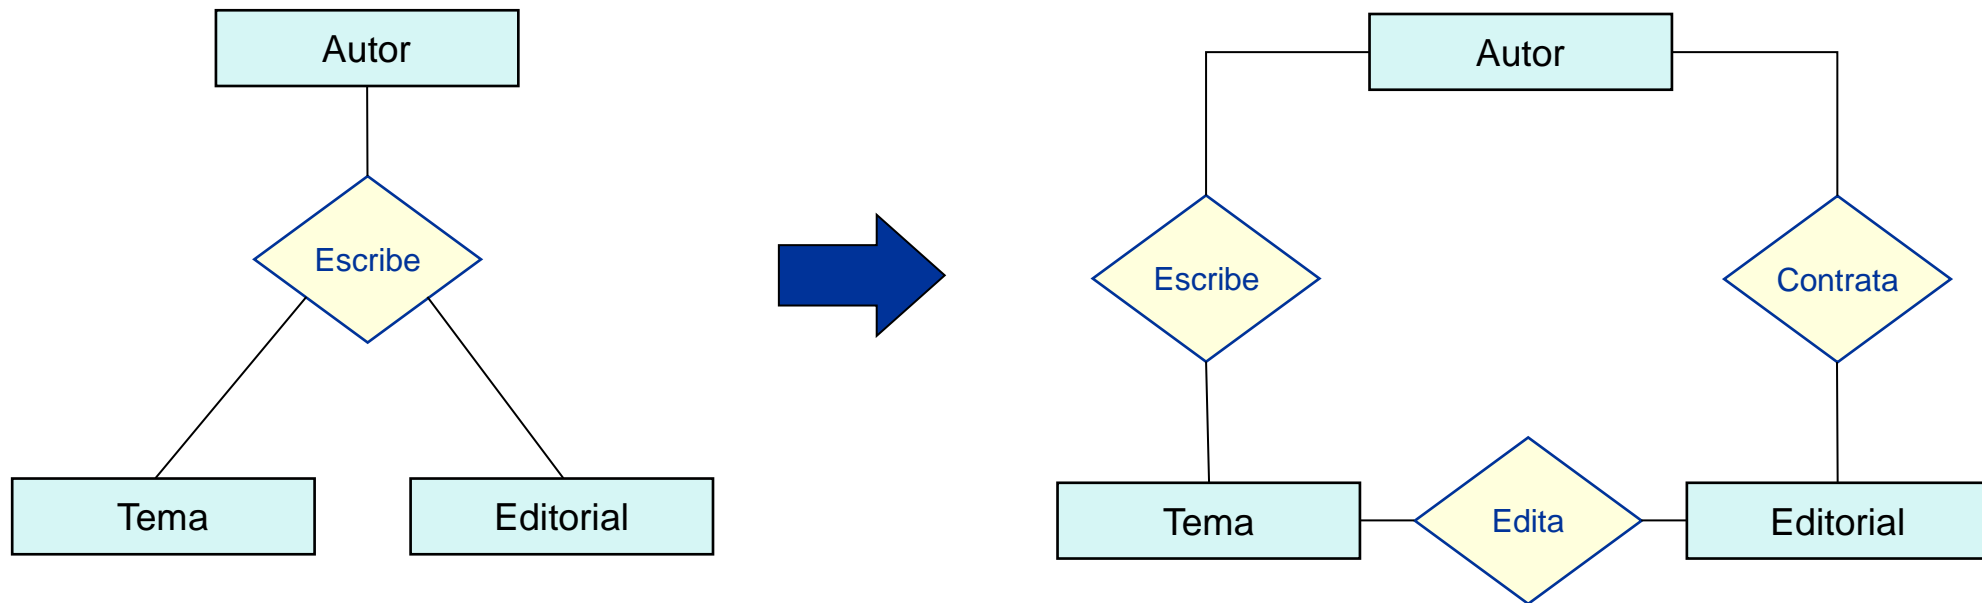 Autor
Escribe
Tema
Editorial
Autor
Escribe
Contrata
Tema
Edita
Editorial